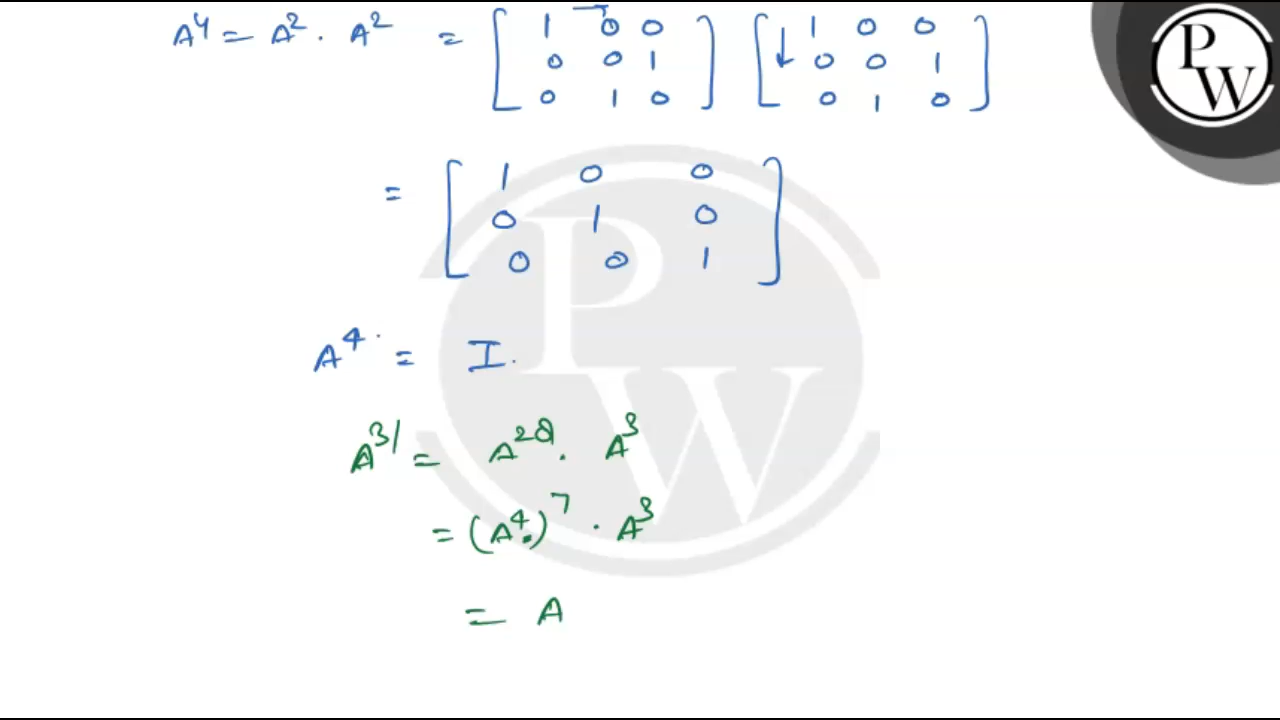 A⁴ = A² . A² = [ 1 0 0 ] [ 1 0 0 ]
0 0 1 0 0 1
0 1 0 0 1 0
= [ 1 0 0 ]
0 1 0
0 0 1
A⁴ = I.
A³¹ = A²⁸ . A³
= (A⁴)⁷ . A³
= A
P
W
PW